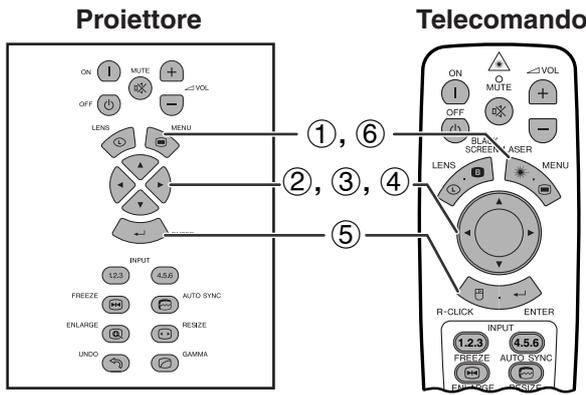 Proiettore
ON
MUTE
VOL
OFF
LENS
MENU
INPUT
1.2.3
4.5.6
FREEZE
AUTO SYNC
ENLARGE
RESIZE
UNDO
GAMMA
①, ⑥
②, ③, ④
⑤
Telecomando
ON
VOL
MUTE
OFF
BLACK
SCREEN
LASER
LENS
B
MENU
L
R-CLICK
ENTER
INPUT
1.2.3
4.5.6
FREEZE
AUTO SYNC
ENLARGE
RESIZE